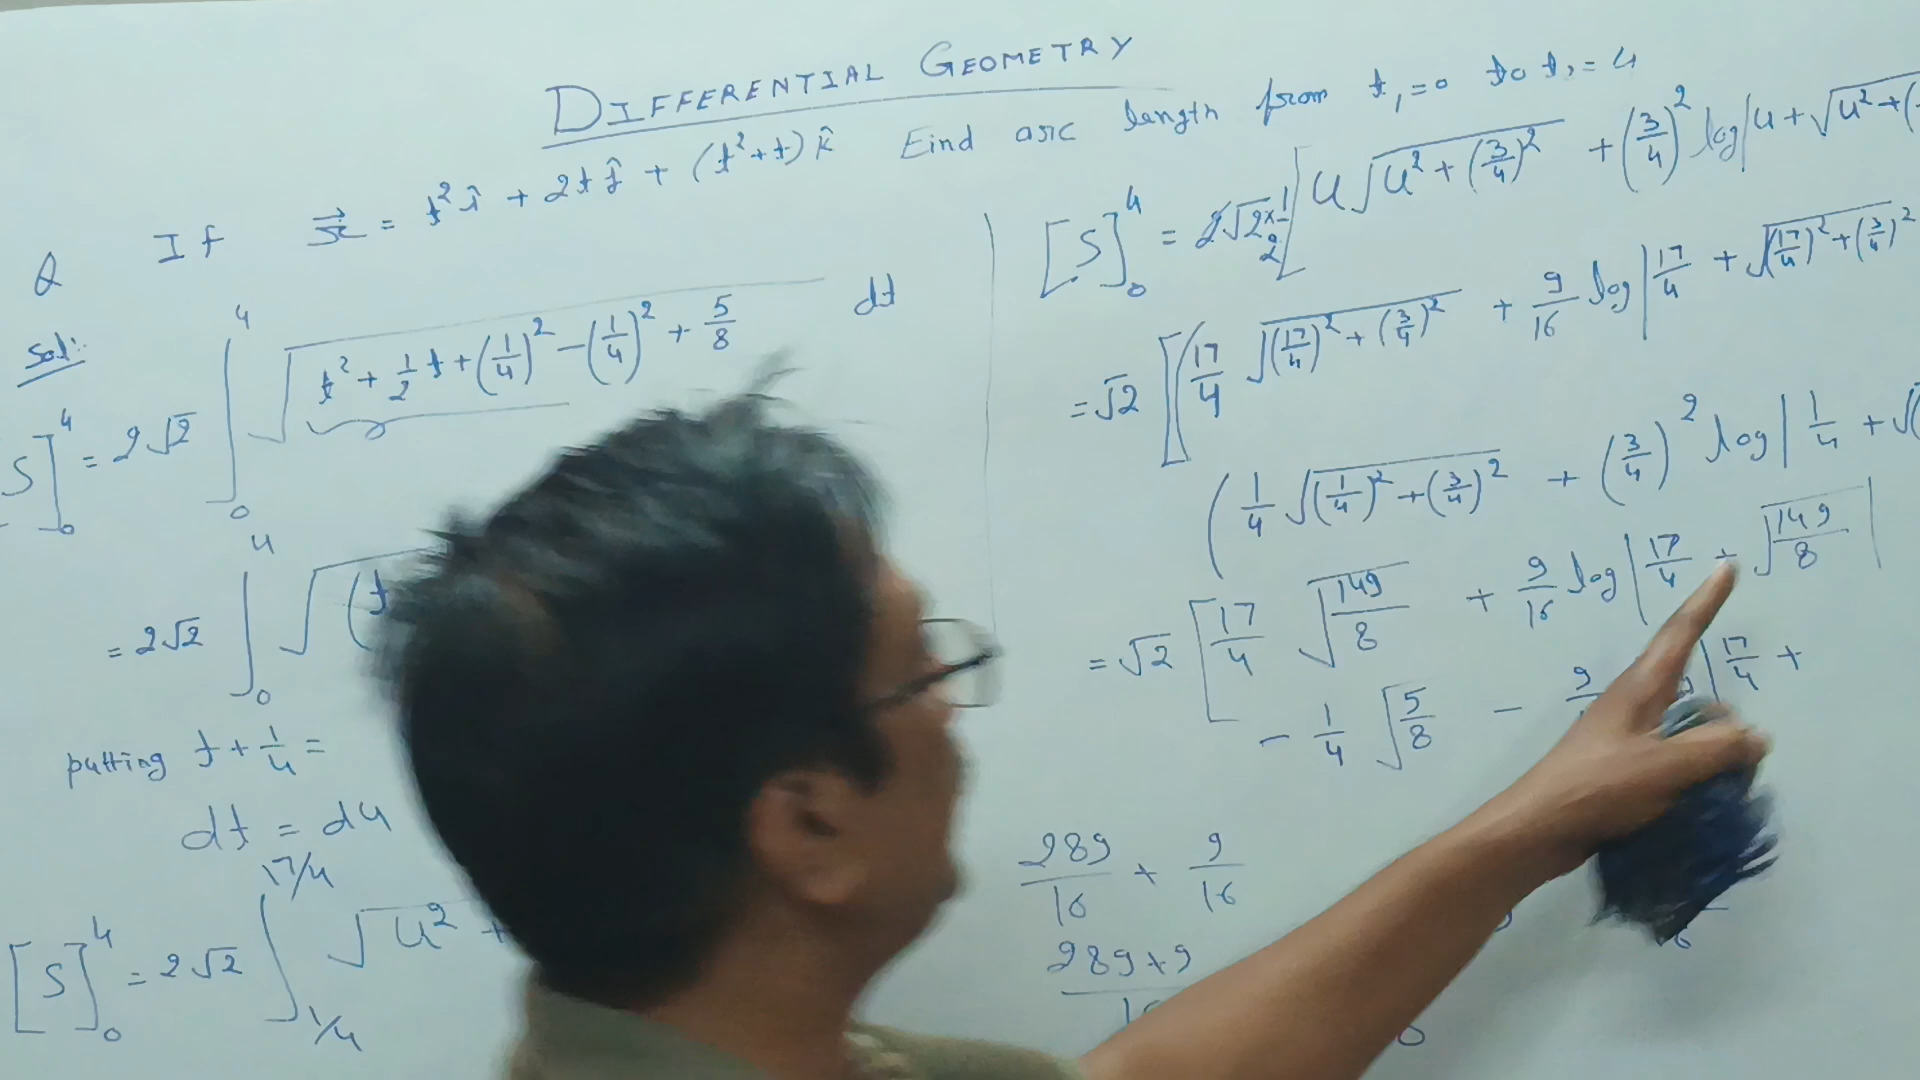 DIFFERENTIAL GEOMETRY
Q If r⃗ = t² î + 2t ĵ + (t²+t) k̂ Find arc length from t₁=0 to t₂=4
Sol:
[S]₀⁴ = 2√2 ∫₀⁴ √(t² + 1/2 t + (1/4)² − (1/4)² + 5/8) dt
= 2√2 ∫₀⁴ √ (t
putting t + 1/4 =
dt = du
[S]₀⁴ = 2√2 ∫_{1/4}^{17/4} √ u² +
[S]₀⁴ = 2√2 × 1/2 [u √(u² + (3/4)²) + (3/4)² log|u + √u² + (
= √2 [(17/4 √((17/4)² + (3/4)²) + 9/16 log|17/4 + √((17/4)² + (3/4)²)
(1/4 √((1/4)² + (3/4)²) + (3/4)² log|1/4 + √(
= √2 [17/4 √(149/8) + 9/16 log|17/4 + √(149/8)|
− 1/4 √(5/8) − 9 |17/4 +
289/16 + 9/16
289+9